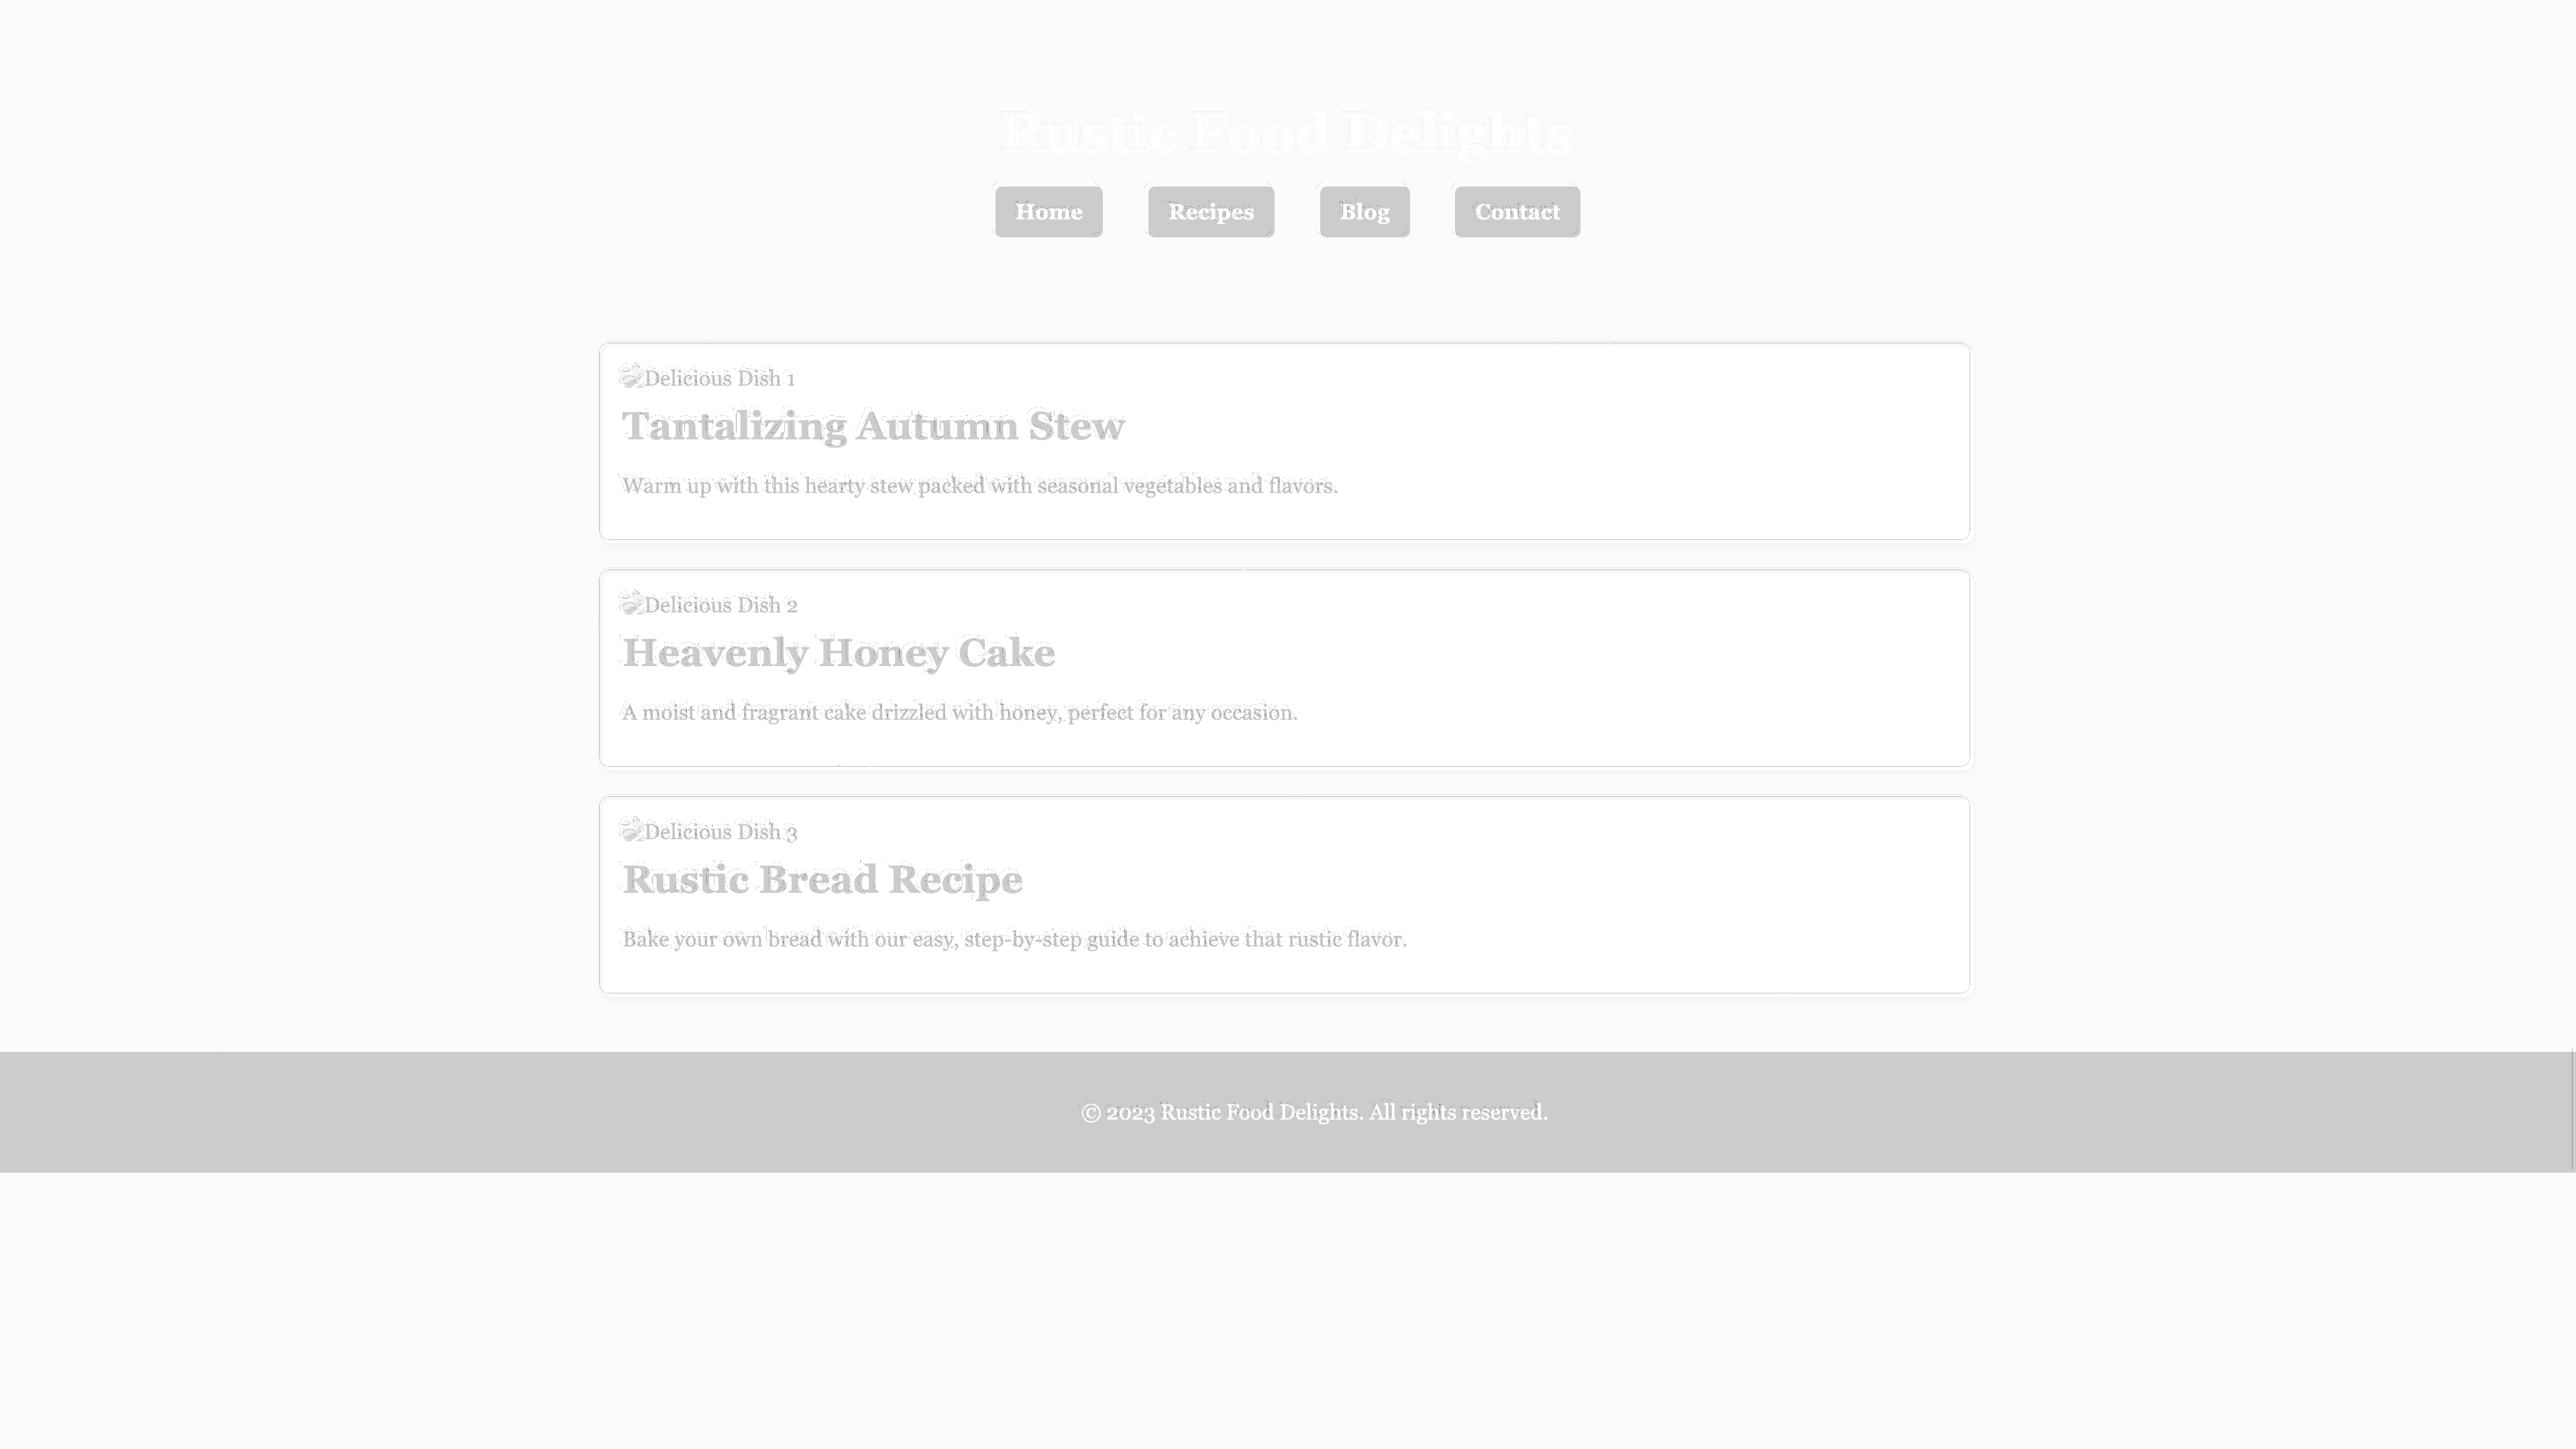 Rustic Food Delights
Home Recipes Blog Contact
Delicious Dish 1
Tantalizing Autumn Stew
Warm up with this hearty stew packed with seasonal vegetables and flavors.
Delicious Dish 2
Heavenly Honey Cake
A moist and fragrant cake drizzled with honey, perfect for any occasion.
Delicious Dish 3
Rustic Bread Recipe
Bake your own bread with our easy, step-by-step guide to achieve that rustic flavor.
© 2023 Rustic Food Delights. All rights reserved.